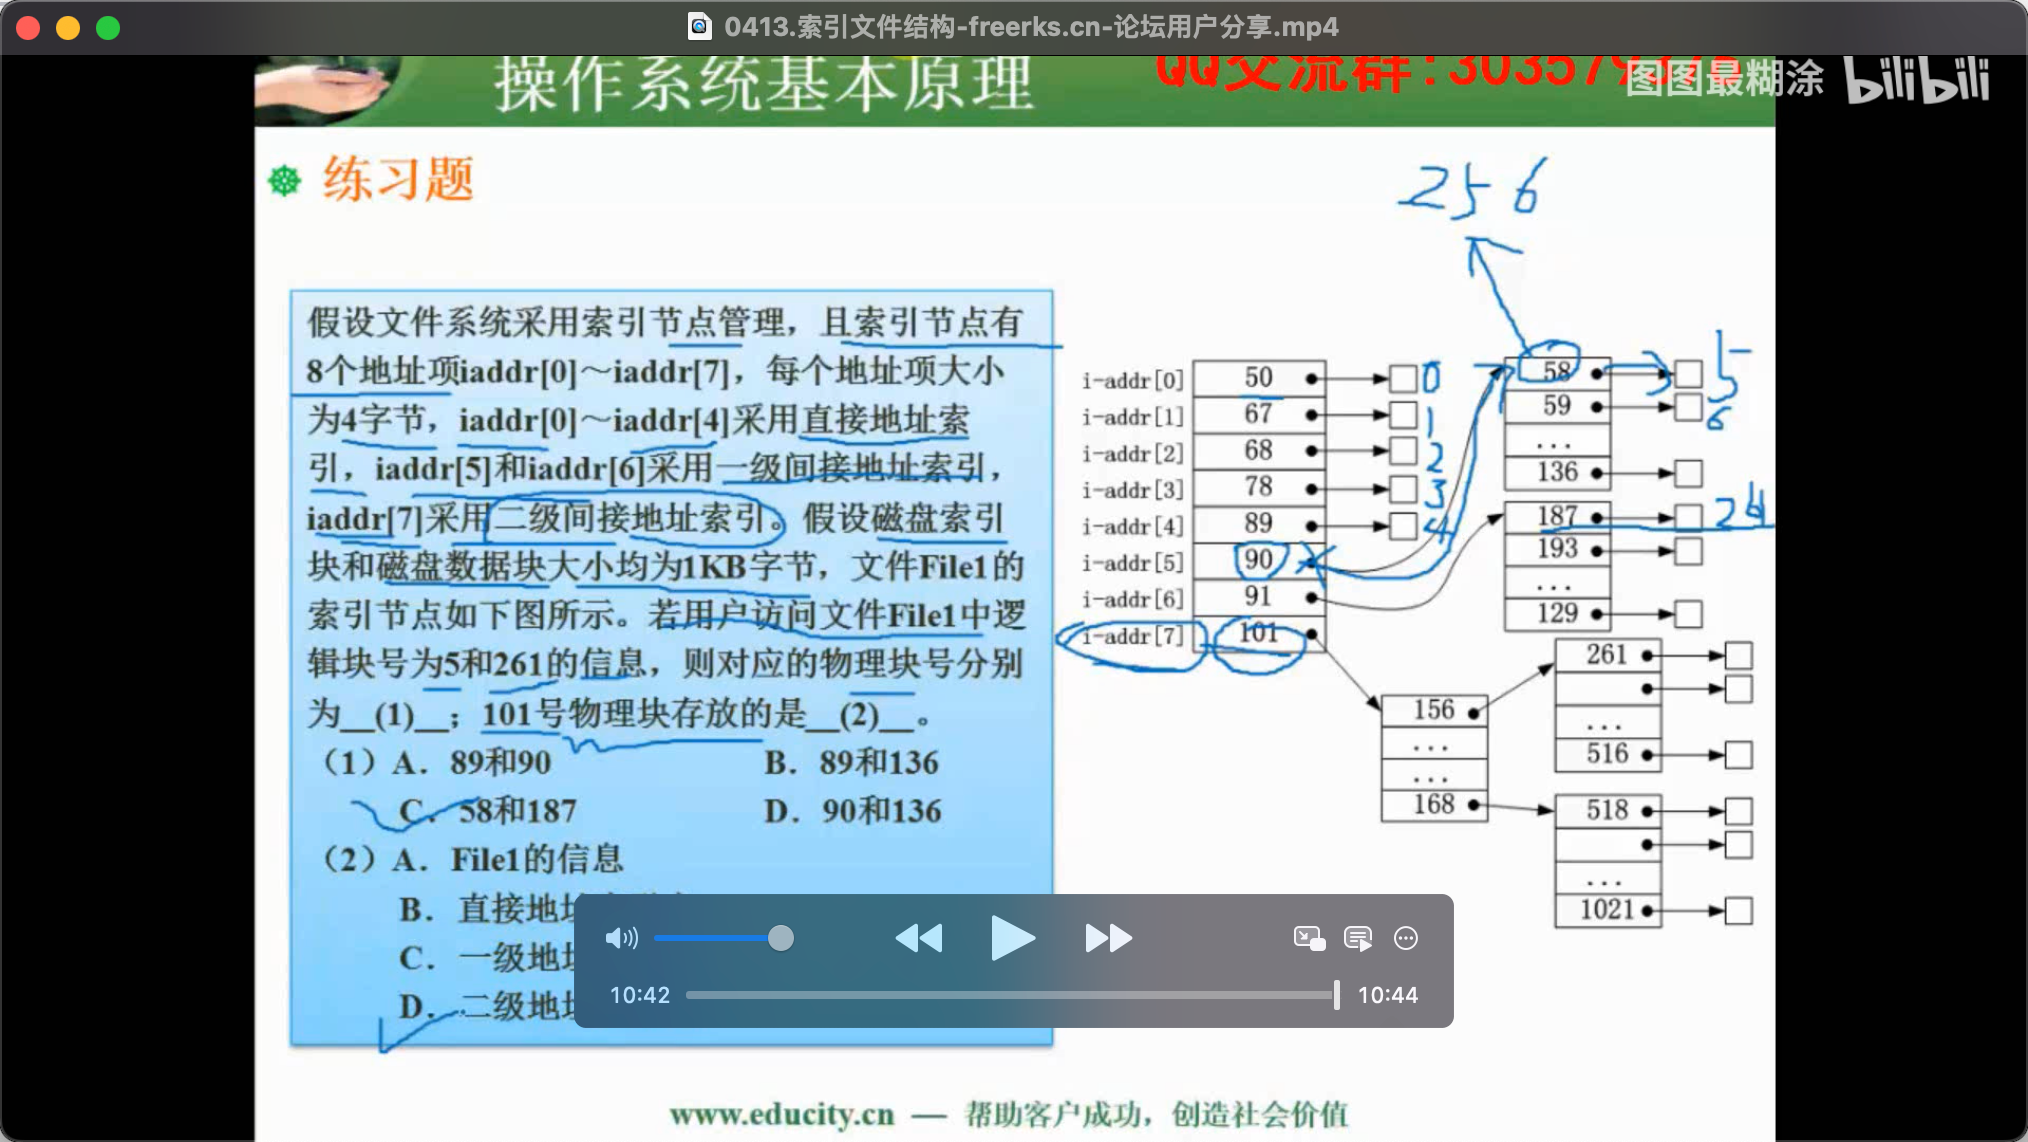 0413.索引文件结构-freerks.cn-论坛用户分享.mp4
操作系统基本原理
QQ交流群:303579
图图最糊涂 bilibili
练习题
256
假设文件系统采用索引节点管理，且索引节点有
8个地址项iaddr[0]～iaddr[7]，每个地址项大小
为4字节，iaddr[0]～iaddr[4]采用直接地址索
引，iaddr[5]和iaddr[6]采用一级间接地址索引，
iaddr[7]采用二级间接地址索引。假设磁盘索引
块和磁盘数据块大小均为1KB字节，文件File1的
索引节点如下图所示。若用户访问文件File1中逻
辑块号为5和261的信息，则对应的物理块号分别
为__(1)__；101号物理块存放的是__(2)__。
（1）A．89和90 B．89和136
C．58和187 D．90和136
（2）A．File1的信息
B．直接地址
C．一级地址
D．二级地址
i-addr[0] 50 0
i-addr[1] 67 1
i-addr[2] 68 2
i-addr[3] 78 3
i-addr[4] 89 4
i-addr[5] 90
i-addr[6] 91
i-addr[7] 101
58 5
59 6
...
136
187
193
...
129
156
...
...
168
261
...
516
518
...
1021
10:42 10:44
www.educity.cn — 帮助客户成功，创造社会价值